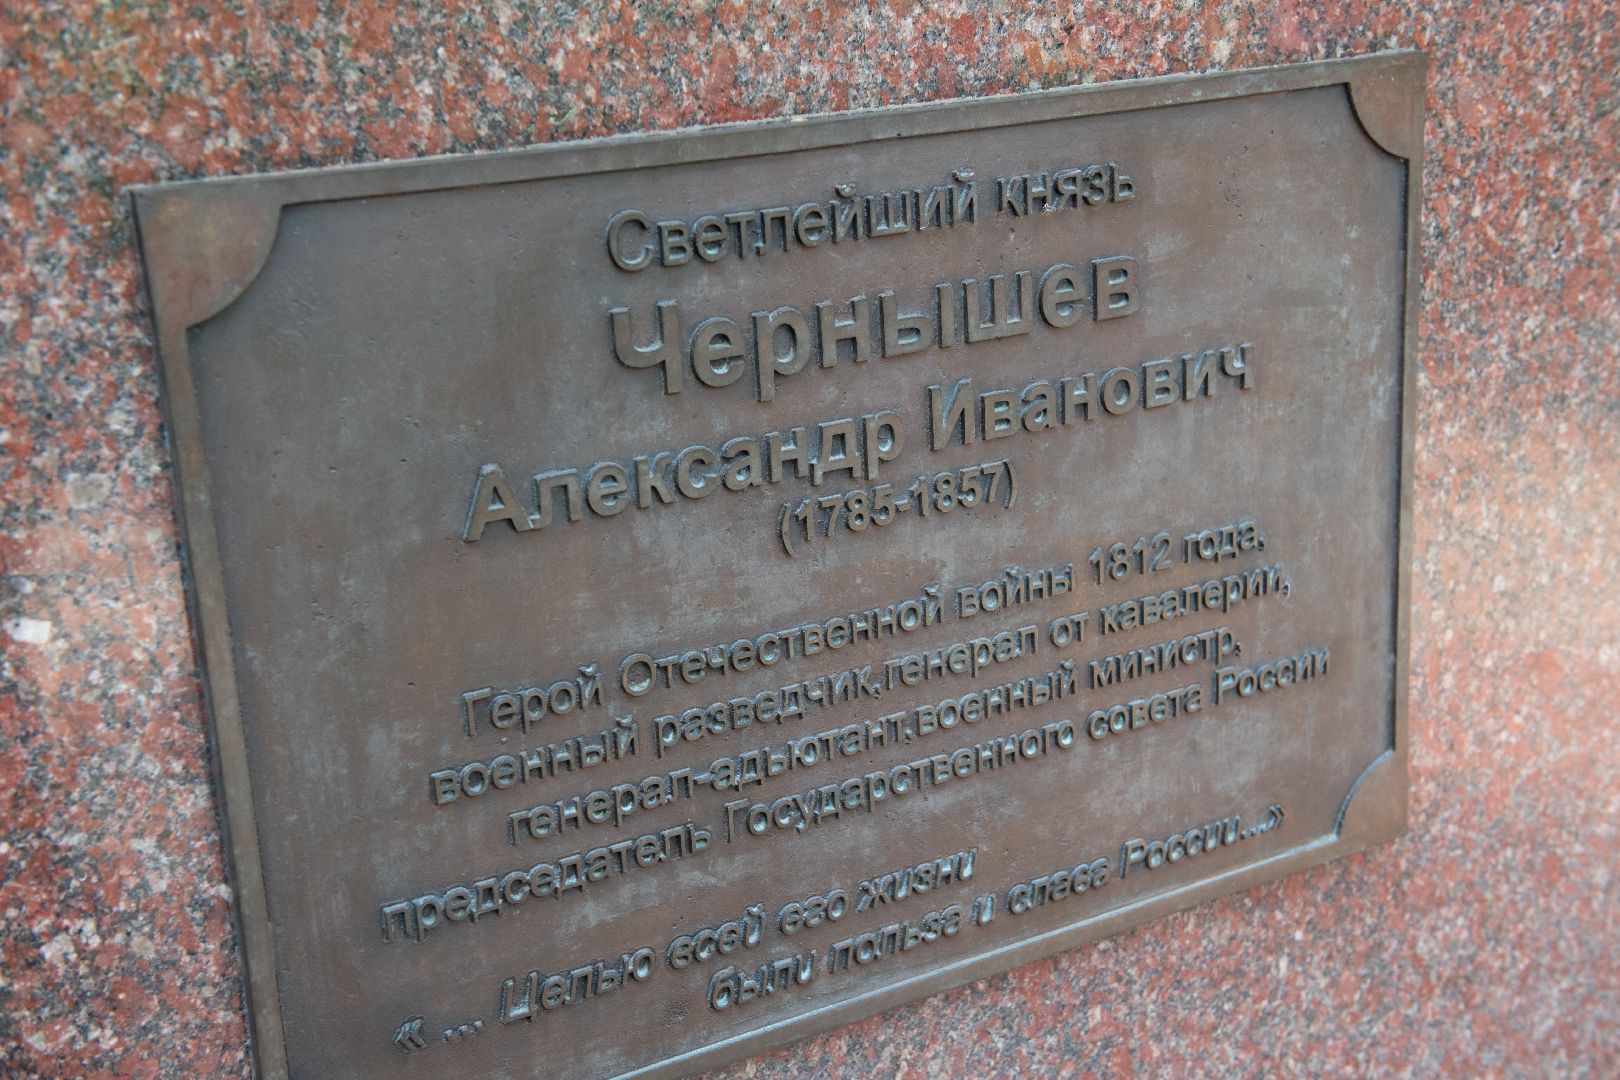 Светлейший князь
Чернышев
Александр Иванович
(1785-1857)
Герой Отечественной войны 1812 года,
военный разведчик, генерал от кавалерии,
генерал-адьютант, военный министр,
председатель Государственного совета России
« ... Целью всей его жизни
были польза и слава России...»